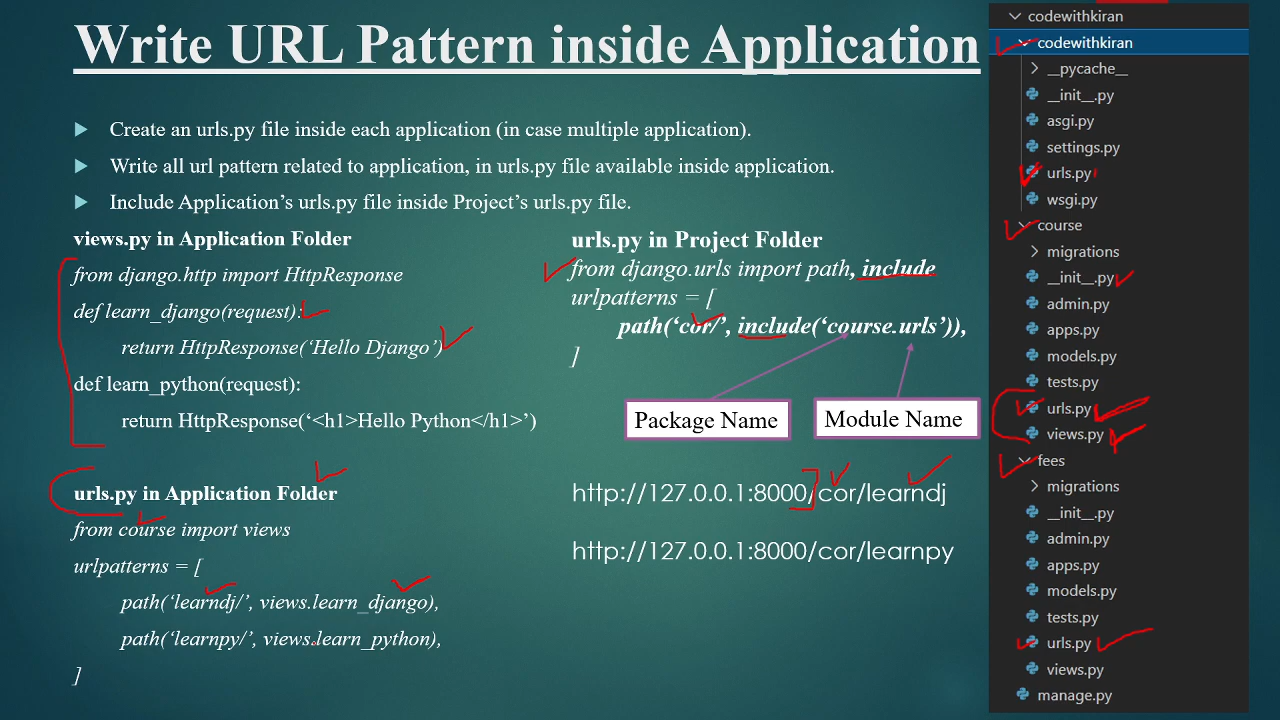 Write URL Pattern inside Application
Create an urls.py file inside each application (in case multiple application).
Write all url pattern related to application, in urls.py file available inside application.
Include Application's urls.py file inside Project's urls.py file.
views.py in Application Folder
from django.http import HttpResponse
def learn_django(request):
return HttpResponse(‘Hello Django’)
def learn_python(request):
return HttpResponse(‘<h1>Hello Python</h1>’)
urls.py in Application Folder
from course import views
urlpatterns = [
path(‘learndj/’, views.learn_django),
path(‘learnpy/’, views.learn_python),
]
urls.py in Project Folder
from django.urls import path, include
urlpatterns = [
path(‘cor/’, include(‘course.urls’)),
]
Package Name
Module Name
http://127.0.0.1:8000/cor/learndj
http://127.0.0.1:8000/cor/learnpy
codewithkiran
codewithkiran
__pycache__
__init__.py
asgi.py
settings.py
urls.py
wsgi.py
course
migrations
__init__.py
admin.py
apps.py
models.py
tests.py
urls.py
views.py
fees
migrations
__init__.py
admin.py
apps.py
models.py
tests.py
urls.py
views.py
manage.py